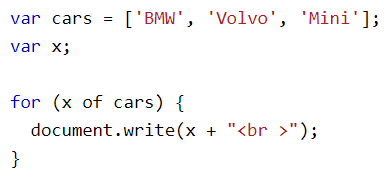 var cars = ['BMW', 'Volvo', 'Mini'];
var x;
for (x of cars) {
  document.write(x + "<br >");
}